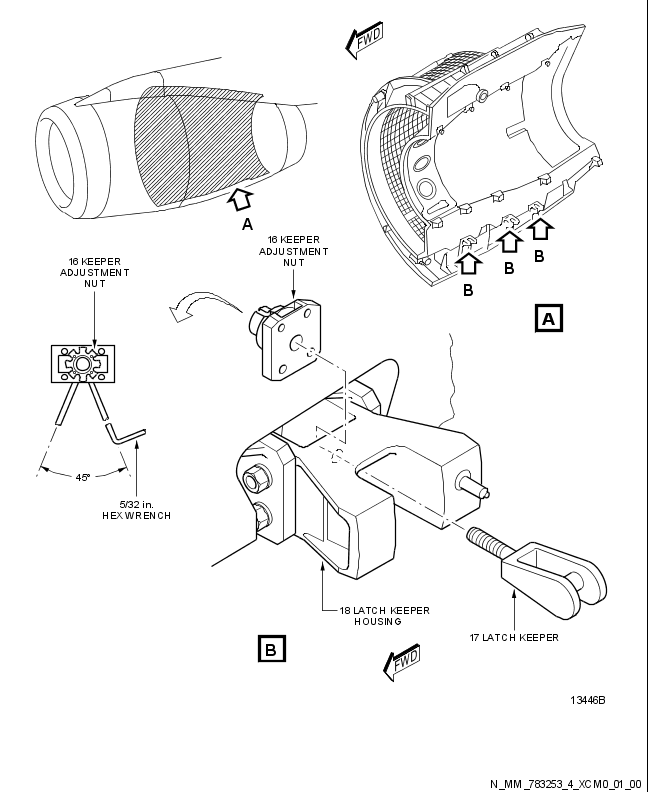 FWD
A
16 KEEPER
ADJUSTMENT
NUT
16 KEEPER
ADJUSTMENT
NUT
B
B
B
A
45°
5/32 in.
HEX WRENCH
18 LATCH KEEPER
HOUSING
17 LATCH KEEPER
B
FWD
13446B
N_MM_783253_4_XCM0_01_00